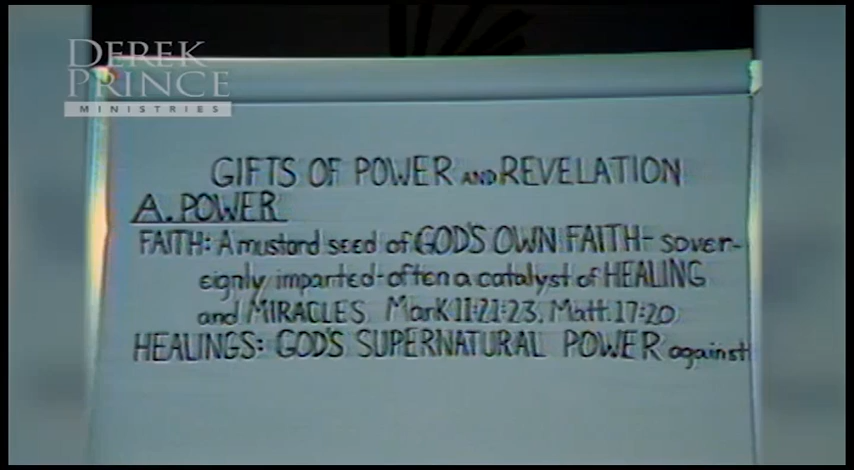 DEREK
PRINCE
MINISTRIES
GIFTS OF POWER AND REVELATION
A. POWER
FAITH: A mustard seed of GOD'S OWN FAITH - sover-
eignly imparted - often a catalyst of HEALING
and MIRACLES. Mark 11:21-23, Matt. 17:20
HEALINGS: GOD'S SUPERNATURAL POWER against